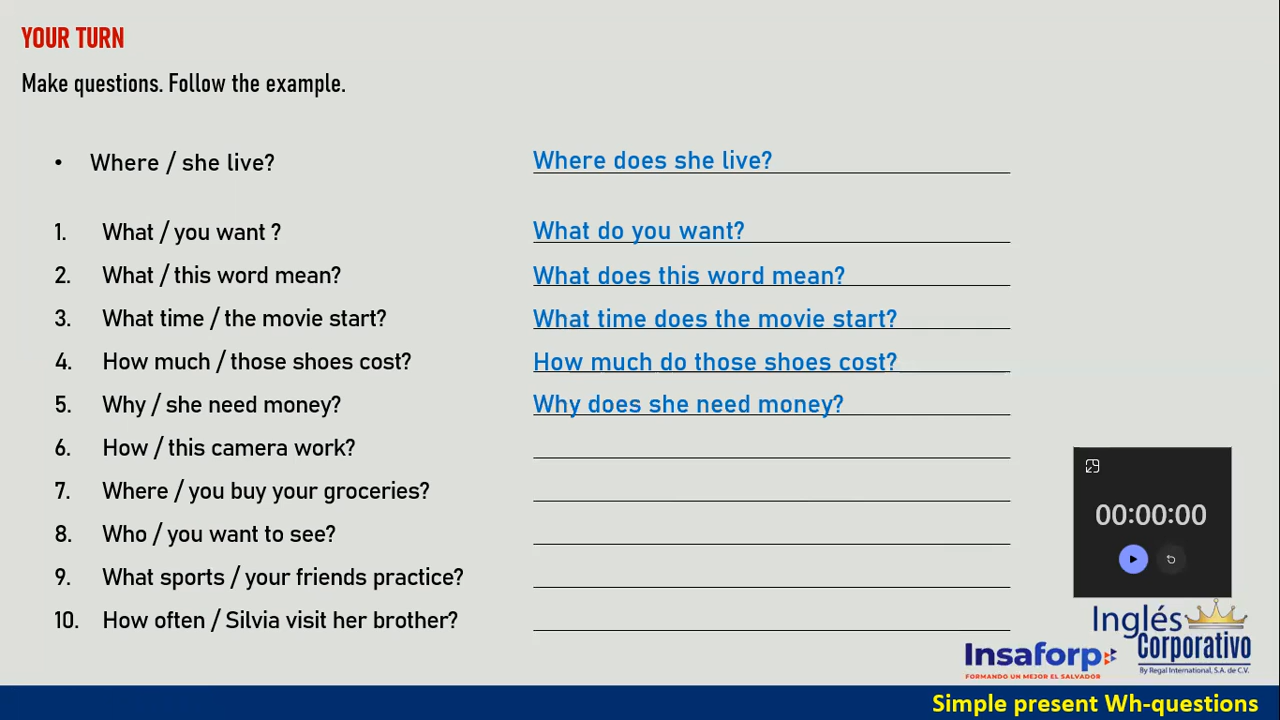 YOUR TURN
Make questions. Follow the example.
• Where / she live? Where does she live?
1. What / you want ? What do you want?
2. What / this word mean? What does this word mean?
3. What time / the movie start? What time does the movie start?
4. How much / those shoes cost? How much do those shoes cost?
5. Why / she need money? Why does she need money?
6. How / this camera work?
7. Where / you buy your groceries?
8. Who / you want to see?
9. What sports / your friends practice?
10. How often / Silvia visit her brother?
00:00:00
Inglés
Corporativo
By Regal International, S.A. de C.V.
Insaforp
FORMANDO UN MEJOR EL SALVADOR
Simple present Wh-questions